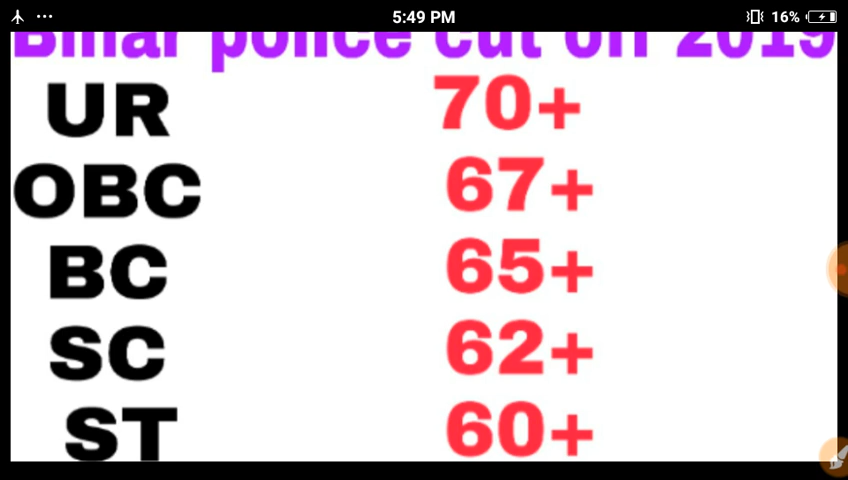 5:49 PM 16%
Bihar police cut off 2019
UR 70+
OBC 67+
BC 65+
SC 62+
ST 60+